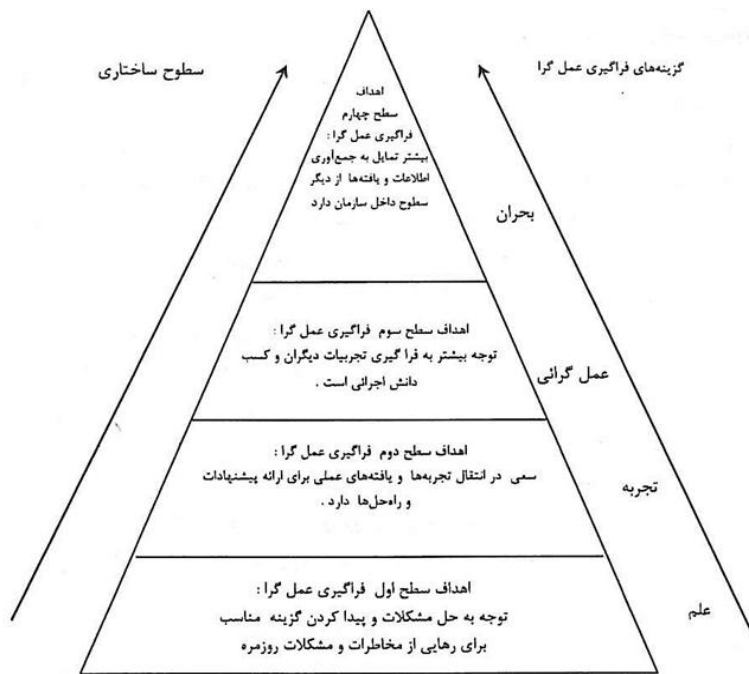 گزینه‌های فراگیری عمل گرا
سطوح ساختاری
اهداف
سطح چهارم
فراگیری عمل گرا :
بیشتر تمایل به جمع‌آوری
اطلاعات و یافته‌ها از دیگر
سطوح داخل سازمان دارد
بحران
اهداف سطح سوم فراگیری عمل گرا :
توجه بیشتر به فراگیری تجربیات دیگران و کسب
دانش اجرائی است .
عمل گرائی
اهداف سطح دوم فراگیری عمل گرا :
سعی در انتقال تجربه‌ها و یافته‌های عملی برای ارائه پیشنهادات
و راه‌حل‌ها دارد .
تجربه
اهداف سطح اول فراگیری عمل گرا :
توجه به حل مشکلات و پیدا کردن گزینه مناسب
برای رهایی از مخاطرات و مشکلات روزمره
علم